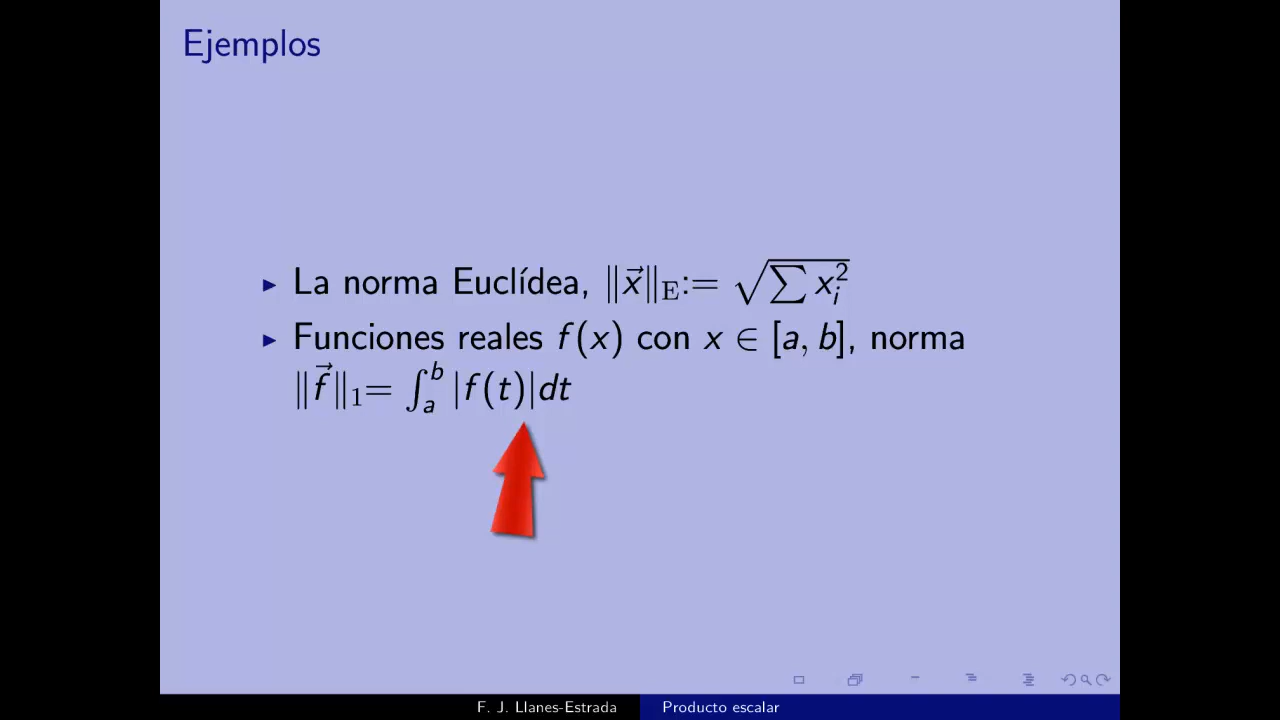 Ejemplos
▶ La norma Euclídea, ‖x⃗‖_E := √(∑ x_i^2)
▶ Funciones reales f(x) con x ∈ [a, b], norma
‖f⃗‖_1 = ∫_a^b |f(t)|dt
F. J. Llanes-Estrada
Producto escalar